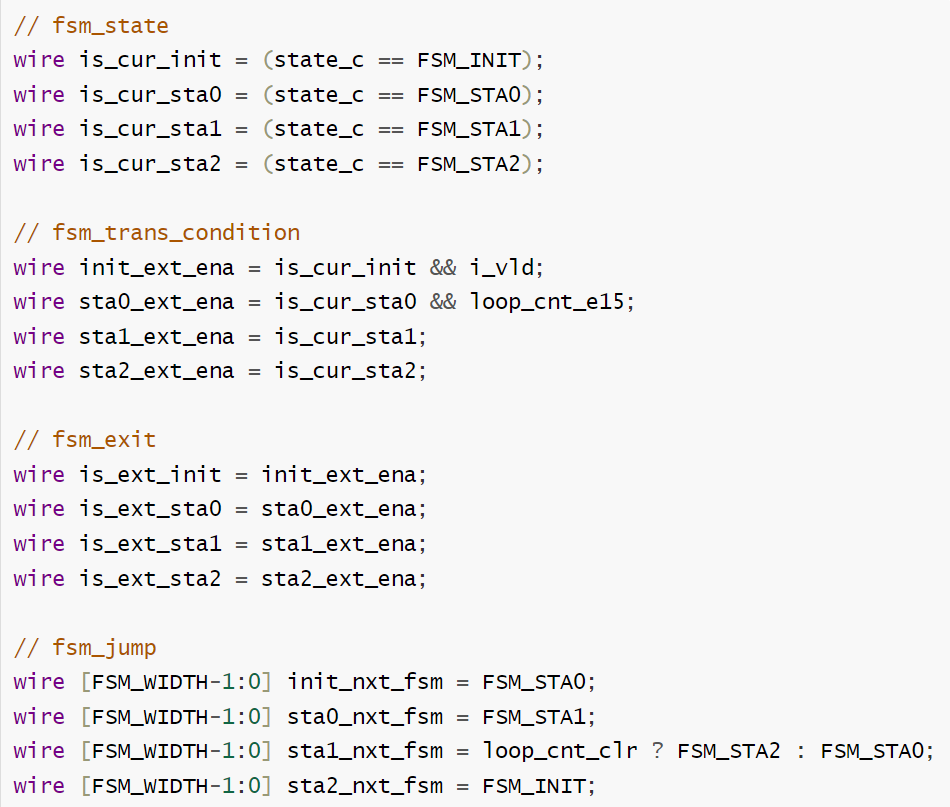 // fsm_state
wire is_cur_init = (state_c == FSM_INIT);
wire is_cur_sta0 = (state_c == FSM_STA0);
wire is_cur_sta1 = (state_c == FSM_STA1);
wire is_cur_sta2 = (state_c == FSM_STA2);
// fsm_trans_condition
wire init_ext_ena = is_cur_init && i_vld;
wire sta0_ext_ena = is_cur_sta0 && loop_cnt_e15;
wire sta1_ext_ena = is_cur_sta1;
wire sta2_ext_ena = is_cur_sta2;
// fsm_exit
wire is_ext_init = init_ext_ena;
wire is_ext_sta0 = sta0_ext_ena;
wire is_ext_sta1 = sta1_ext_ena;
wire is_ext_sta2 = sta2_ext_ena;
// fsm_jump
wire [FSM_WIDTH-1:0] init_nxt_fsm = FSM_STA0;
wire [FSM_WIDTH-1:0] sta0_nxt_fsm = FSM_STA1;
wire [FSM_WIDTH-1:0] sta1_nxt_fsm = loop_cnt_clr ? FSM_STA2 : FSM_STA0;
wire [FSM_WIDTH-1:0] sta2_nxt_fsm = FSM_INIT;